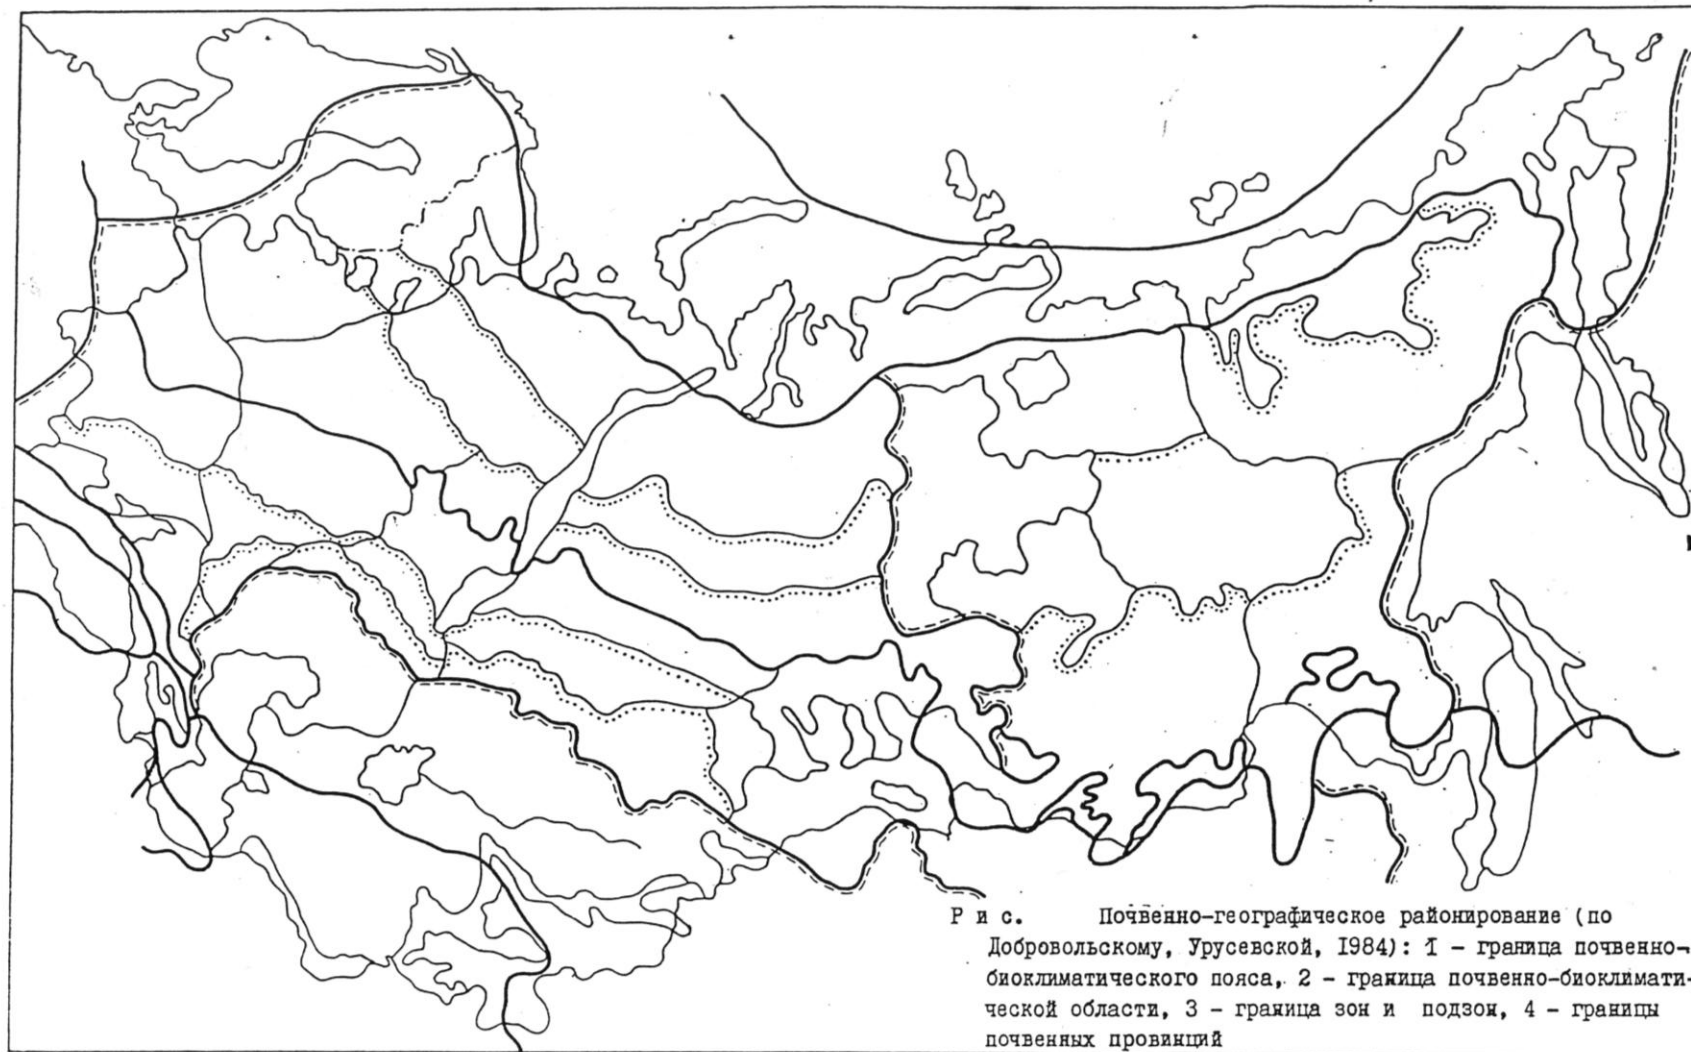 Р и с. Почвенно-географическое районирование (по
Добровольскому, Урусевской, 1984): 1 - граница почвенно-
биоклиматического пояса, 2 - граница почвенно-биоклимати-
ческой области, 3 - граница зон и подзон, 4 - границы
почвенных провинций